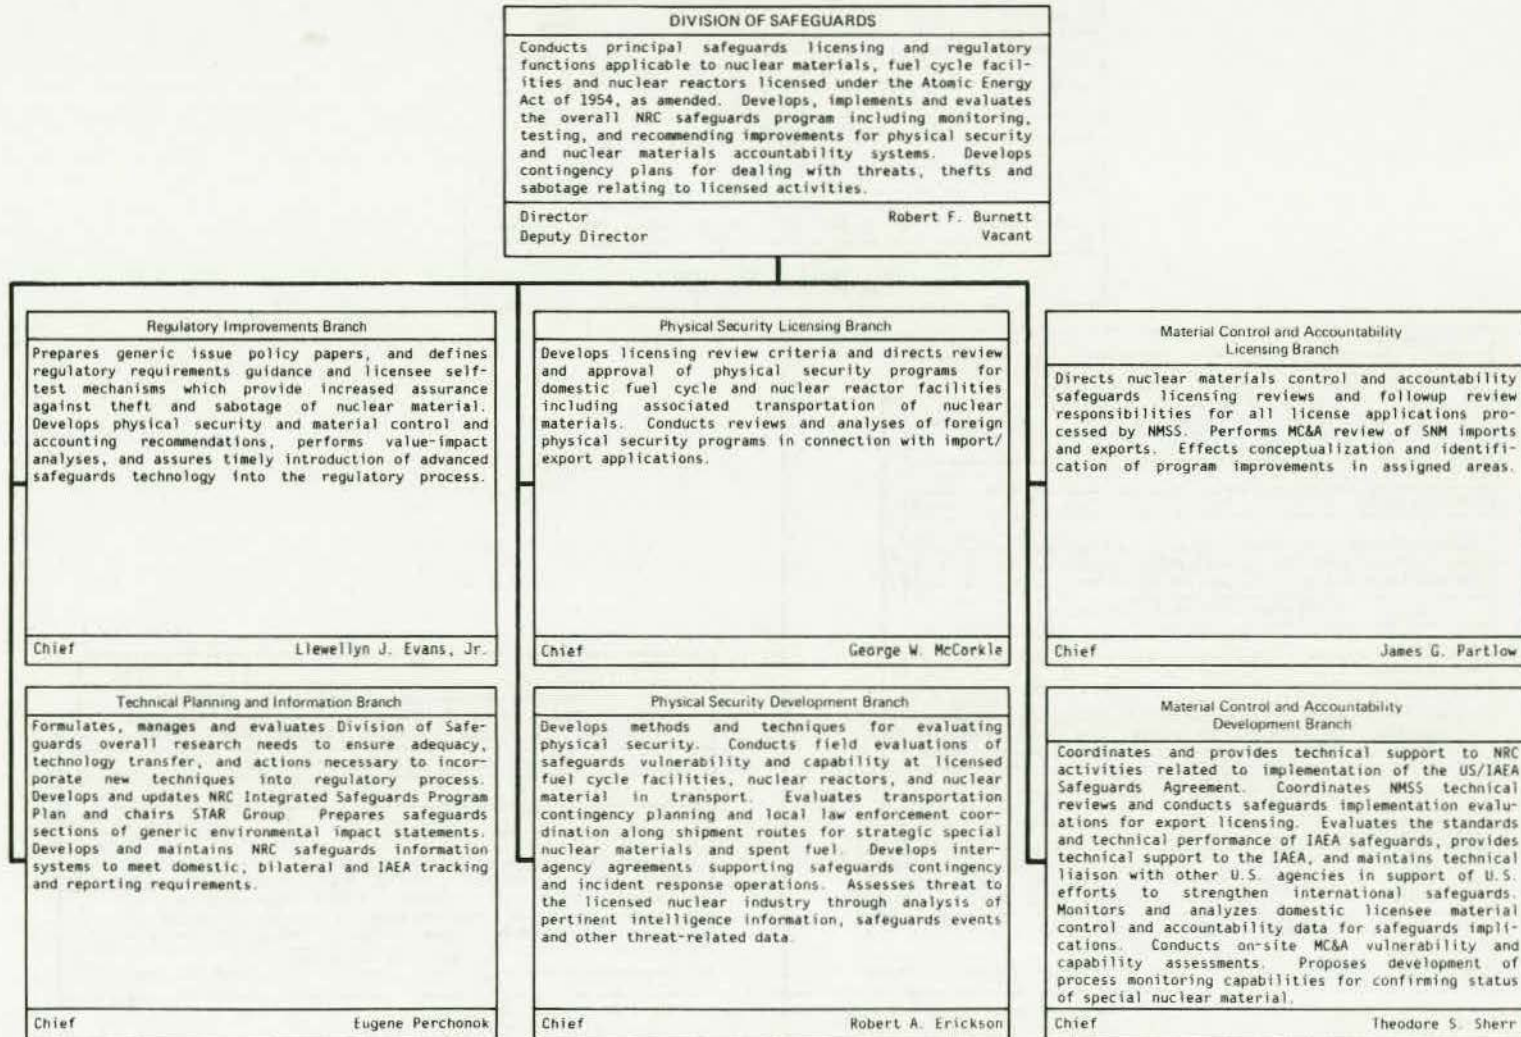 DIVISION OF SAFEGUARDS
Conducts principal safeguards licensing and regulatory
functions applicable to nuclear materials, fuel cycle facil-
ities and nuclear reactors licensed under the Atomic Energy
Act of 1954, as amended. Develops, implements and evaluates
the overall NRC safeguards program including monitoring,
testing, and recommending improvements for physical security
and nuclear materials accountability systems. Develops
contingency plans for dealing with threats, thefts and
sabotage relating to licensed activities.
Director Robert F. Burnett
Deputy Director Vacant
Regulatory Improvements Branch
Prepares generic issue policy papers, and defines
regulatory requirements guidance and licensee self-
test mechanisms which provide increased assurance
against theft and sabotage of nuclear material.
Develops physical security and material control and
accounting recommendations, performs value-impact
analyses, and assures timely introduction of advanced
safeguards technology into the regulatory process.
Chief Llewellyn J. Evans, Jr.
Physical Security Licensing Branch
Develops licensing review criteria and directs review
and approval of physical security programs for
domestic fuel cycle and nuclear reactor facilities
including associated transportation of nuclear
materials. Conducts reviews and analyses of foreign
physical security programs in connection with import/
export applications.
Chief George W. McCorkle
Material Control and Accountability
Licensing Branch
Directs nuclear materials control and accountability
safeguards licensing reviews and followup review
responsibilities for all license applications pro-
cessed by NMSS. Performs MC&A review of SNM imports
and exports. Effects conceptualization and identifi-
cation of program improvements in assigned areas.
Chief James G. Partlow
Technical Planning and Information Branch
Formulates, manages and evaluates Division of Safe-
guards overall research needs to ensure adequacy,
technology transfer, and actions necessary to incor-
porate new techniques into regulatory process.
Develops and updates NRC Integrated Safeguards Program
Plan and chairs STAR Group Prepares safeguards
sections of generic environmental impact statements.
Develops and maintains NRC safeguards information
systems to meet domestic, bilateral and IAEA tracking
and reporting requirements.
Chief Eugene Perchonok
Physical Security Development Branch
Develops methods and techniques for evaluating
physical security. Conducts field evaluations of
safeguards vulnerability and capability at licensed
fuel cycle facilities, nuclear reactors, and nuclear
material in transport. Evaluates transportation
contingency planning and local law enforcement coor-
dination along shipment routes for strategic special
nuclear materials and spent fuel. Develops inter-
agency agreements supporting safeguards contingency
and incident response operations. Assesses threat to
the licensed nuclear industry through analysis of
pertinent intelligence information, safeguards events
and other threat-related data.
Chief Robert A. Erickson
Material Control and Accountability
Development Branch
Coordinates and provides technical support to NRC
activities related to implementation of the US/IAEA
Safeguards Agreement. Coordinates NMSS technical
reviews and conducts safeguards implementation evalu-
ations for export licensing. Evaluates the standards
and technical performance of IAEA safeguards, provides
technical support to the IAEA, and maintains technical
liaison with other U.S. agencies in support of U.S.
efforts to strengthen international safeguards.
Monitors and analyzes domestic licensee material
control and accountability data for safeguards impli-
cations. Conducts on-site MC&A vulnerability and
capability assessments. Proposes development of
process monitoring capabilities for confirming status
of special nuclear material.
Chief Theodore S. Sherr